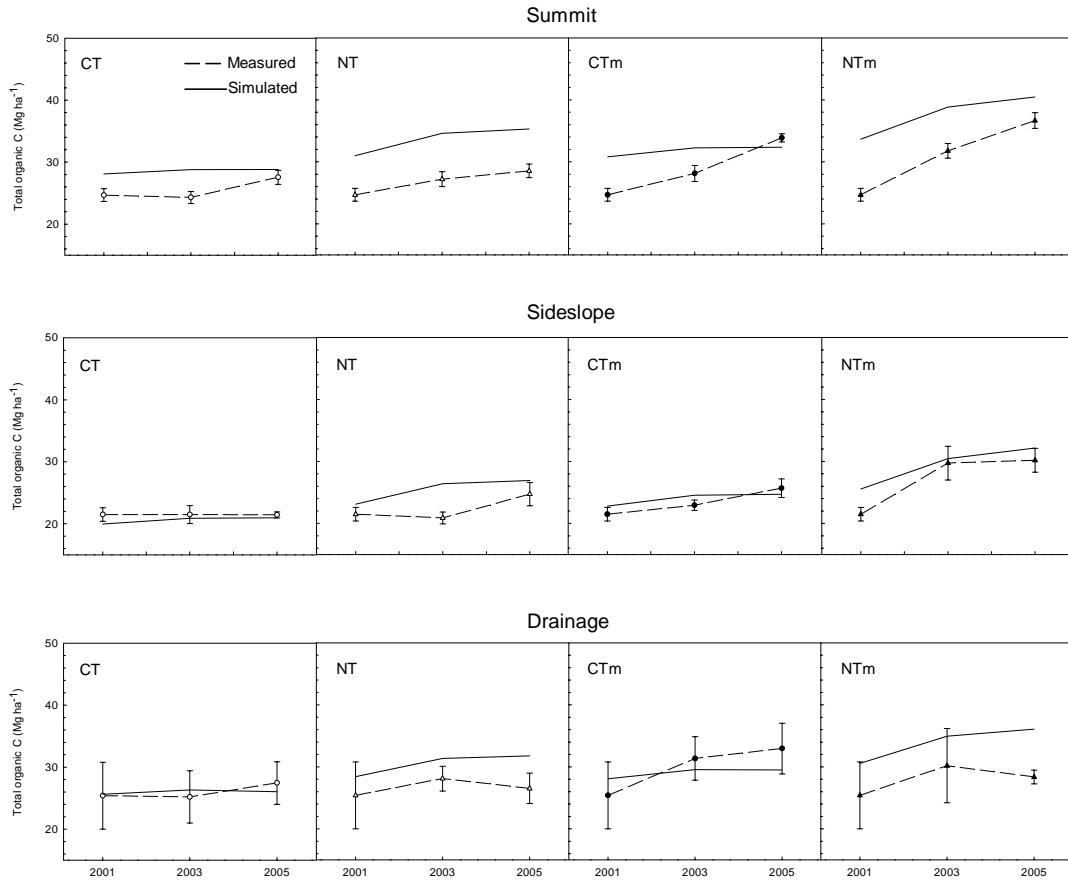 Summit
Total organic C (Mg ha⁻¹)
50
40
30
20
CT
Measured
Simulated
NT
CTm
NTm
Sideslope
Total organic C (Mg ha⁻¹)
50
40
30
20
CT
NT
CTm
NTm
Drainage
Total organic C (Mg ha⁻¹)
50
40
30
20
CT
NT
CTm
NTm
2001 2003 2005 2001 2003 2005 2001 2003 2005 2001 2003 2005